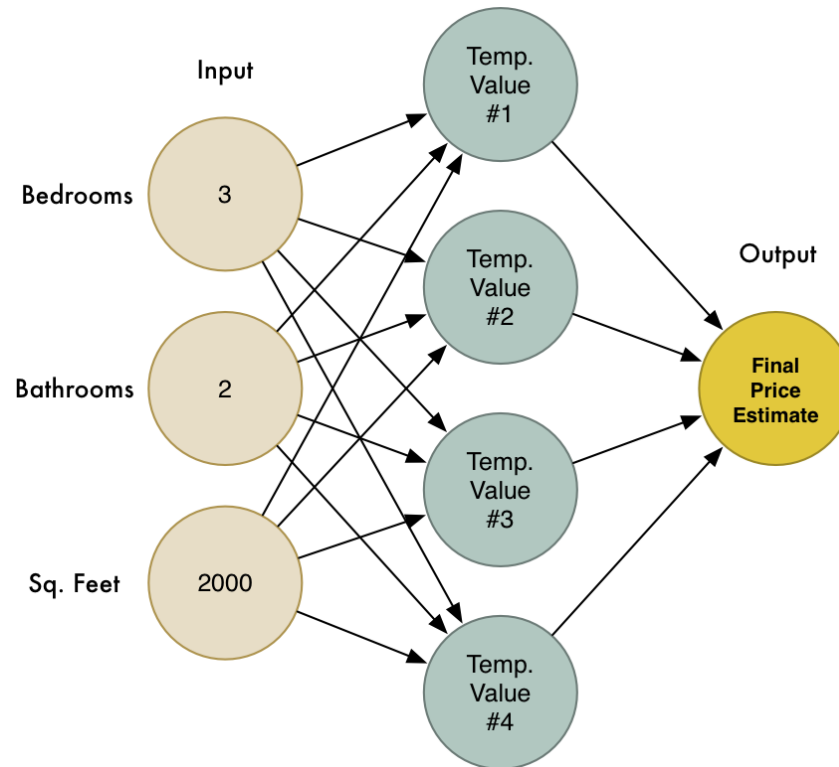 Input
Bedrooms
3
Bathrooms
2
Sq. Feet
2000
Temp.
Value
#1
Temp.
Value
#2
Temp.
Value
#3
Temp.
Value
#4
Output
Final
Price
Estimate